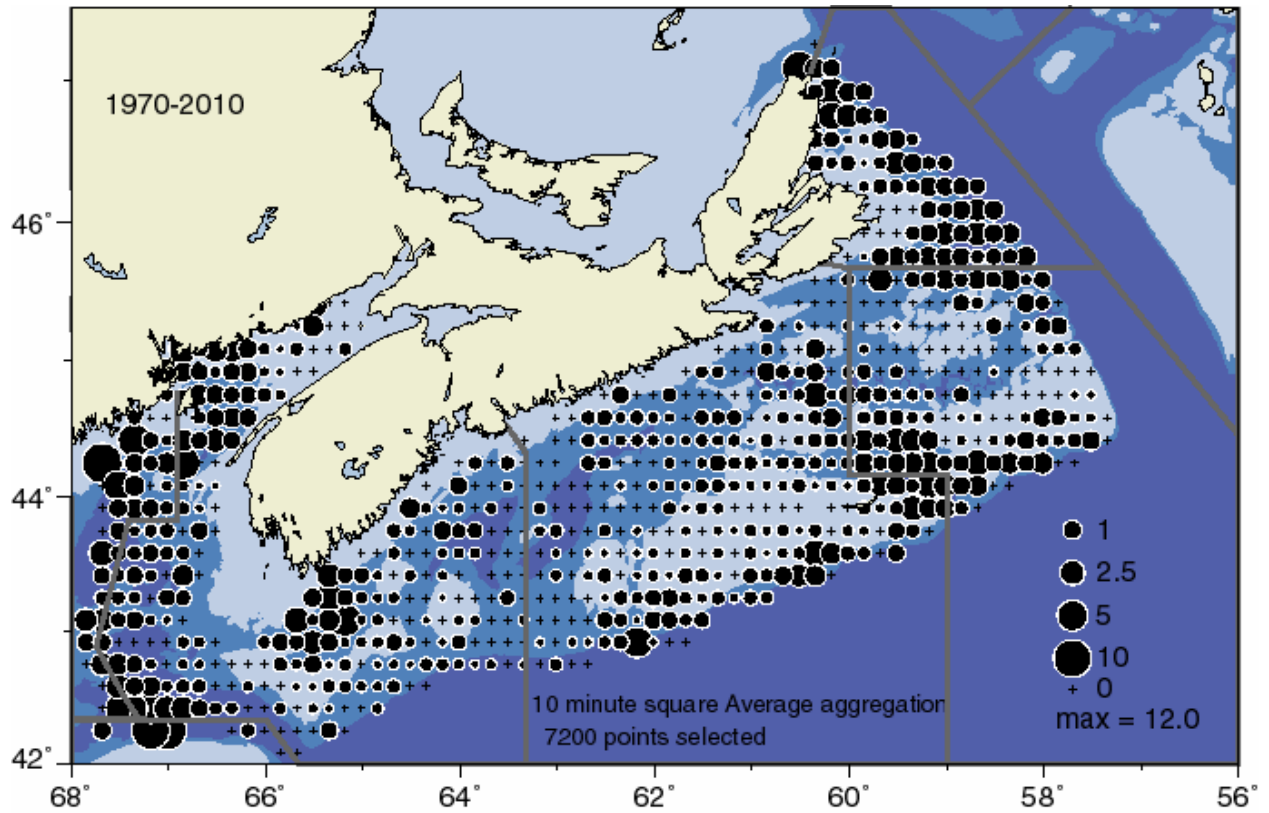 1970-2010
46°
44°
42°
1
2.5
5
10
+ 0
max = 12.0
10 minute square Average aggregation
7200 points selected
68° 66° 64° 62° 60° 58° 56°